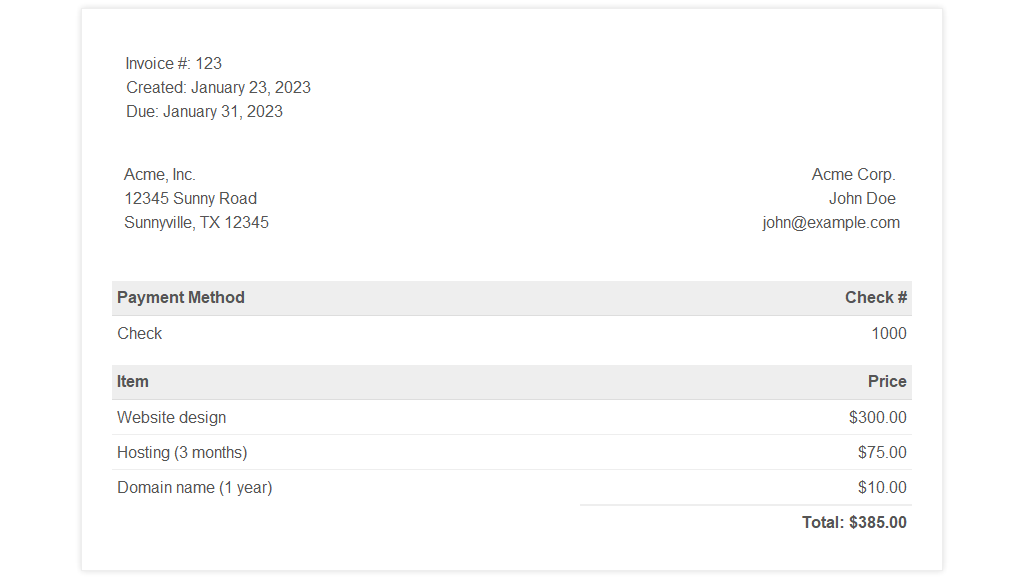 Invoice #: 123
Created: January 23, 2023
Due: January 31, 2023
Acme, Inc.
12345 Sunny Road
Sunnyville, TX 12345
Acme Corp.
John Doe
john@example.com
Payment Method Check #
Check 1000
Item Price
Website design $300.00
Hosting (3 months) $75.00
Domain name (1 year) $10.00
Total: $385.00